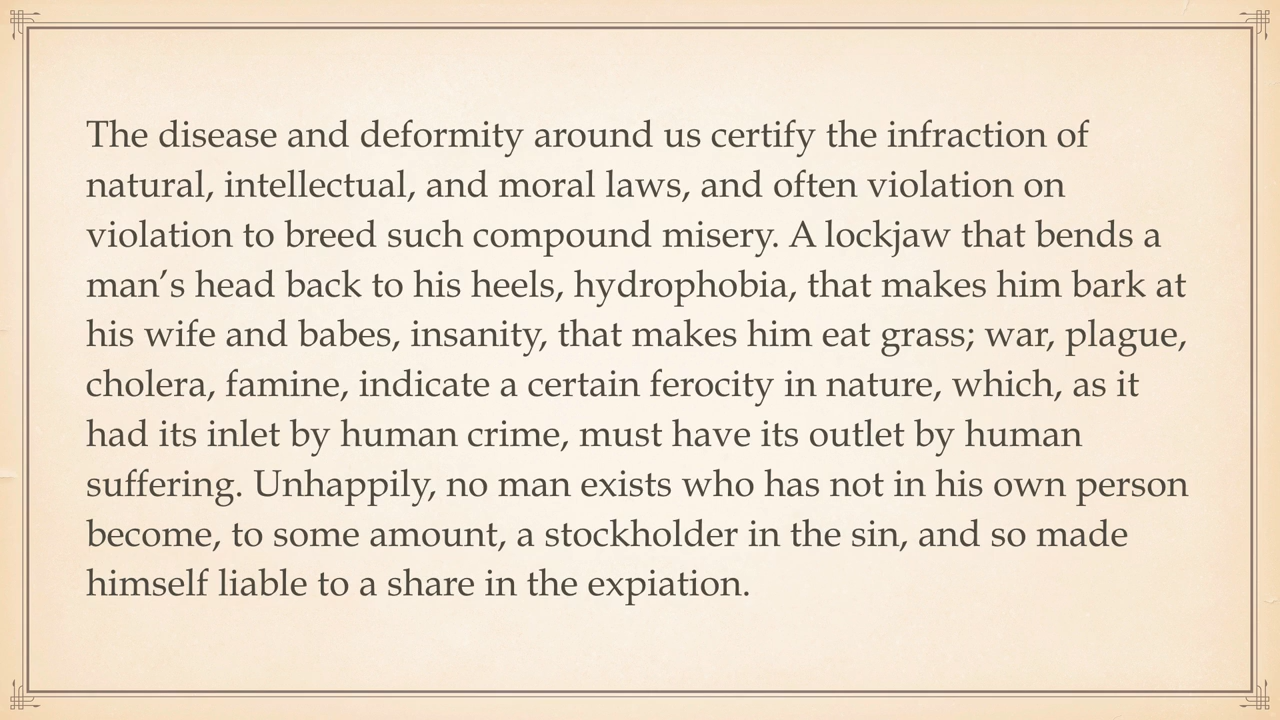 The disease and deformity around us certify the infraction of
natural, intellectual, and moral laws, and often violation on
violation to breed such compound misery. A lockjaw that bends a
man’s head back to his heels, hydrophobia, that makes him bark at
his wife and babes, insanity, that makes him eat grass; war, plague,
cholera, famine, indicate a certain ferocity in nature, which, as it
had its inlet by human crime, must have its outlet by human
suffering. Unhappily, no man exists who has not in his own person
become, to some amount, a stockholder in the sin, and so made
himself liable to a share in the expiation.